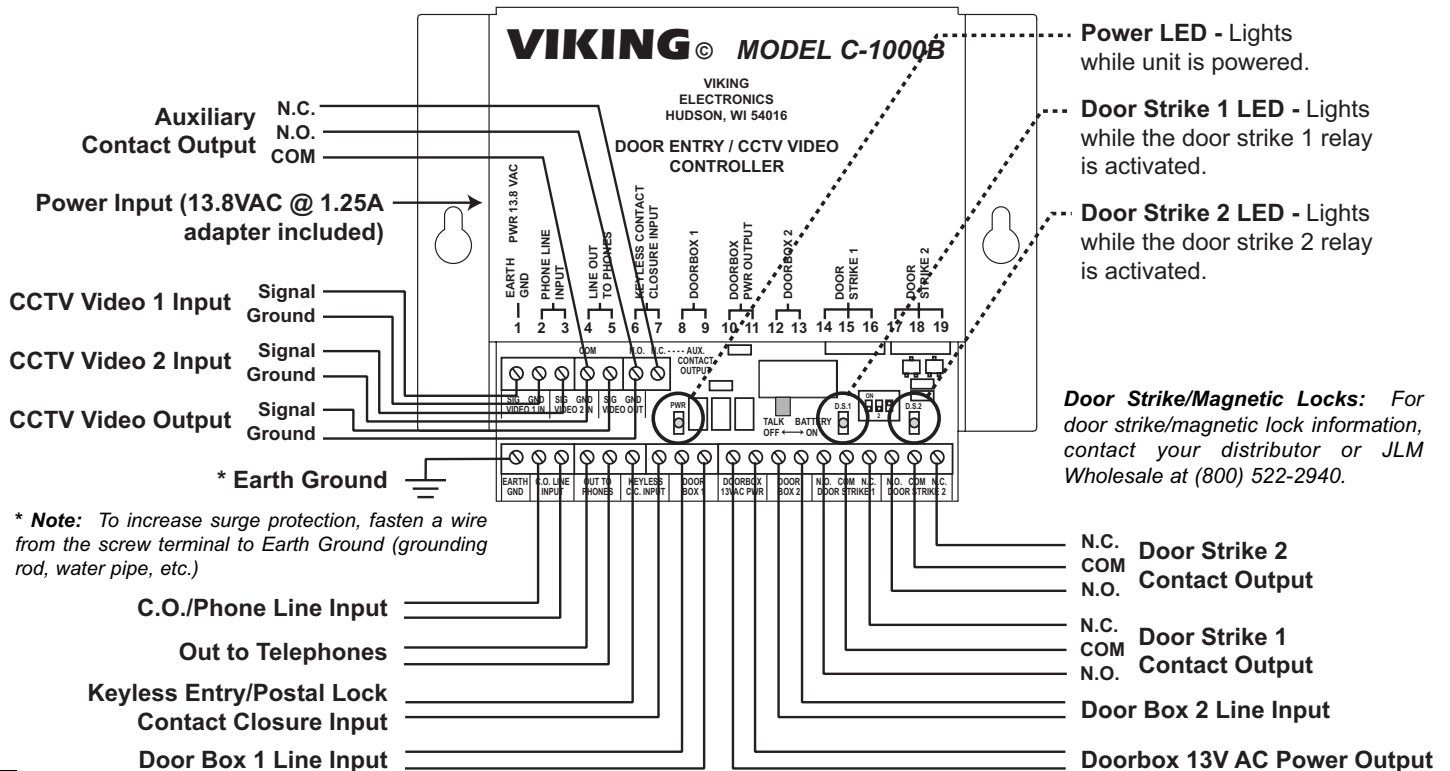 VIKING© MODEL C-1000B
VIKING
ELECTRONICS
HUDSON, WI 54016
DOOR ENTRY / CCTV VIDEO
CONTROLLER
Auxiliary
Contact Output
N.C.
N.O.
COM
Power Input (13.8VAC @ 1.25A
adapter included)
CCTV Video 1 Input
Signal
Ground
CCTV Video 2 Input
Signal
Ground
CCTV Video Output
Signal
Ground
* Earth Ground
* Note: To increase surge protection, fasten a wire
from the screw terminal to Earth Ground (grounding
rod, water pipe, etc.)
C.O./Phone Line Input
Out to Telephones
Keyless Entry/Postal Lock
Contact Closure Input
Door Box 1 Line Input
PWR 13.8 VAC
EARTH
GND
PHONE LINE
INPUT
LINE OUT
TO PHONES
KEYLESS CONTACT
CLOSURE INPUT
DOORBOX 1
DOORBOX
PWR OUTPUT
DOORBOX 2
DOOR
STRIKE 1
DOOR
STRIKE 2
1 2 3 4 5 6 7 8 9 10 11 12 13 14 15 16 17 18 19
COM N.O. N.C. - - - - AUX.
CONTACT
OUTPUT
SIG GND SIG GND SIG GND
VIDEO 1 IN VIDEO 2 IN VIDEO OUT
PWR
TALK BATTERY
OFF ⟷ ON
D.S.1
ON
2
D.S.2
EARTH
GND
C.O. LINE
INPUT
OUT TO
PHONES
KEYLESS
C.C. INPUT
DOOR
BOX 1
DOORBOX
13VAC PWR
DOOR
BOX 2
N.O. COM N.C.
DOOR STRIKE 1
N.O. COM N.C.
DOOR STRIKE 2
Power LED - Lights
while unit is powered.
Door Strike 1 LED - Lights
while the door strike 1 relay
is activated.
Door Strike 2 LED - Lights
while the door strike 2 relay
is activated.
Door Strike/Magnetic Locks: For
door strike/magnetic lock information,
contact your distributor or JLM
Wholesale at (800) 522-2940.
N.C.
COM
N.O.
Door Strike 2
Contact Output
N.C.
COM
N.O.
Door Strike 1
Contact Output
Door Box 2 Line Input
Doorbox 13V AC Power Output